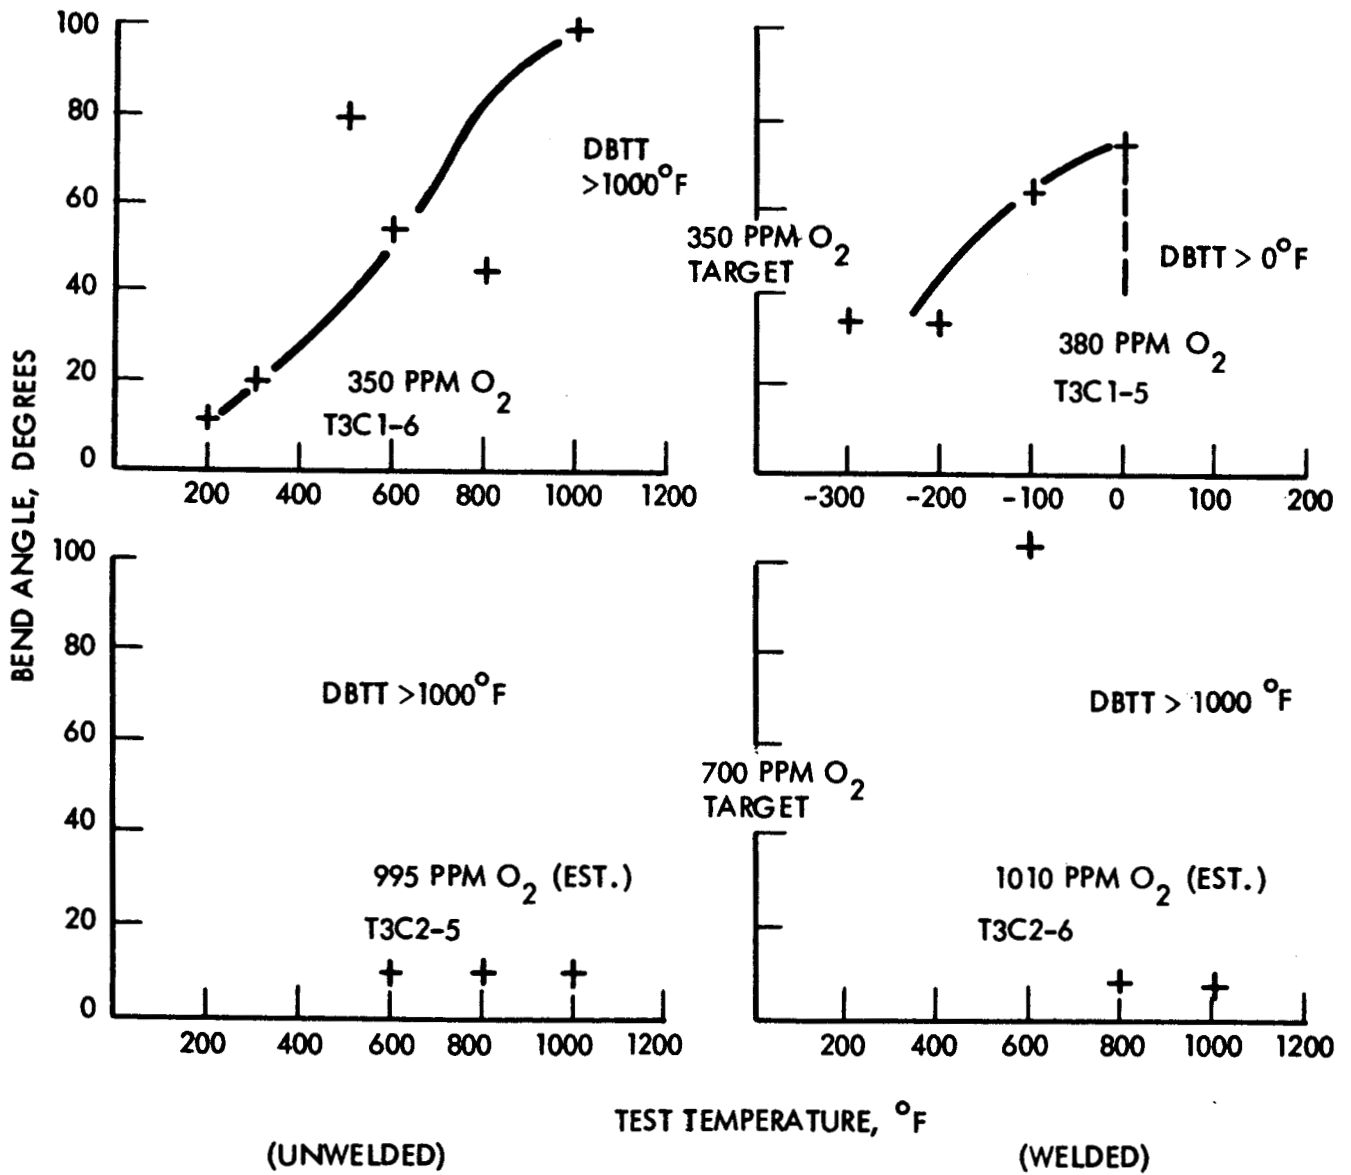 BEND ANGLE, DEGREES
100
80
60
40
20
0
DBTT
>1000°F
350 PPM O2
T3C1-6
200 400 600 800 1000 1200
350 PPM O2
TARGET
DBTT > 0°F
380 PPM O2
T3C1-5
-300 -200 -100 0 100 200
100
80
60
40
20
0
DBTT >1000°F
995 PPM O2 (EST.)
T3C2-5
200 400 600 800 1000 1200
700 PPM O2
TARGET
DBTT > 1000 °F
1010 PPM O2 (EST.)
T3C2-6
200 400 600 800 1000 1200
TEST TEMPERATURE, °F
(UNWELDED)
(WELDED)